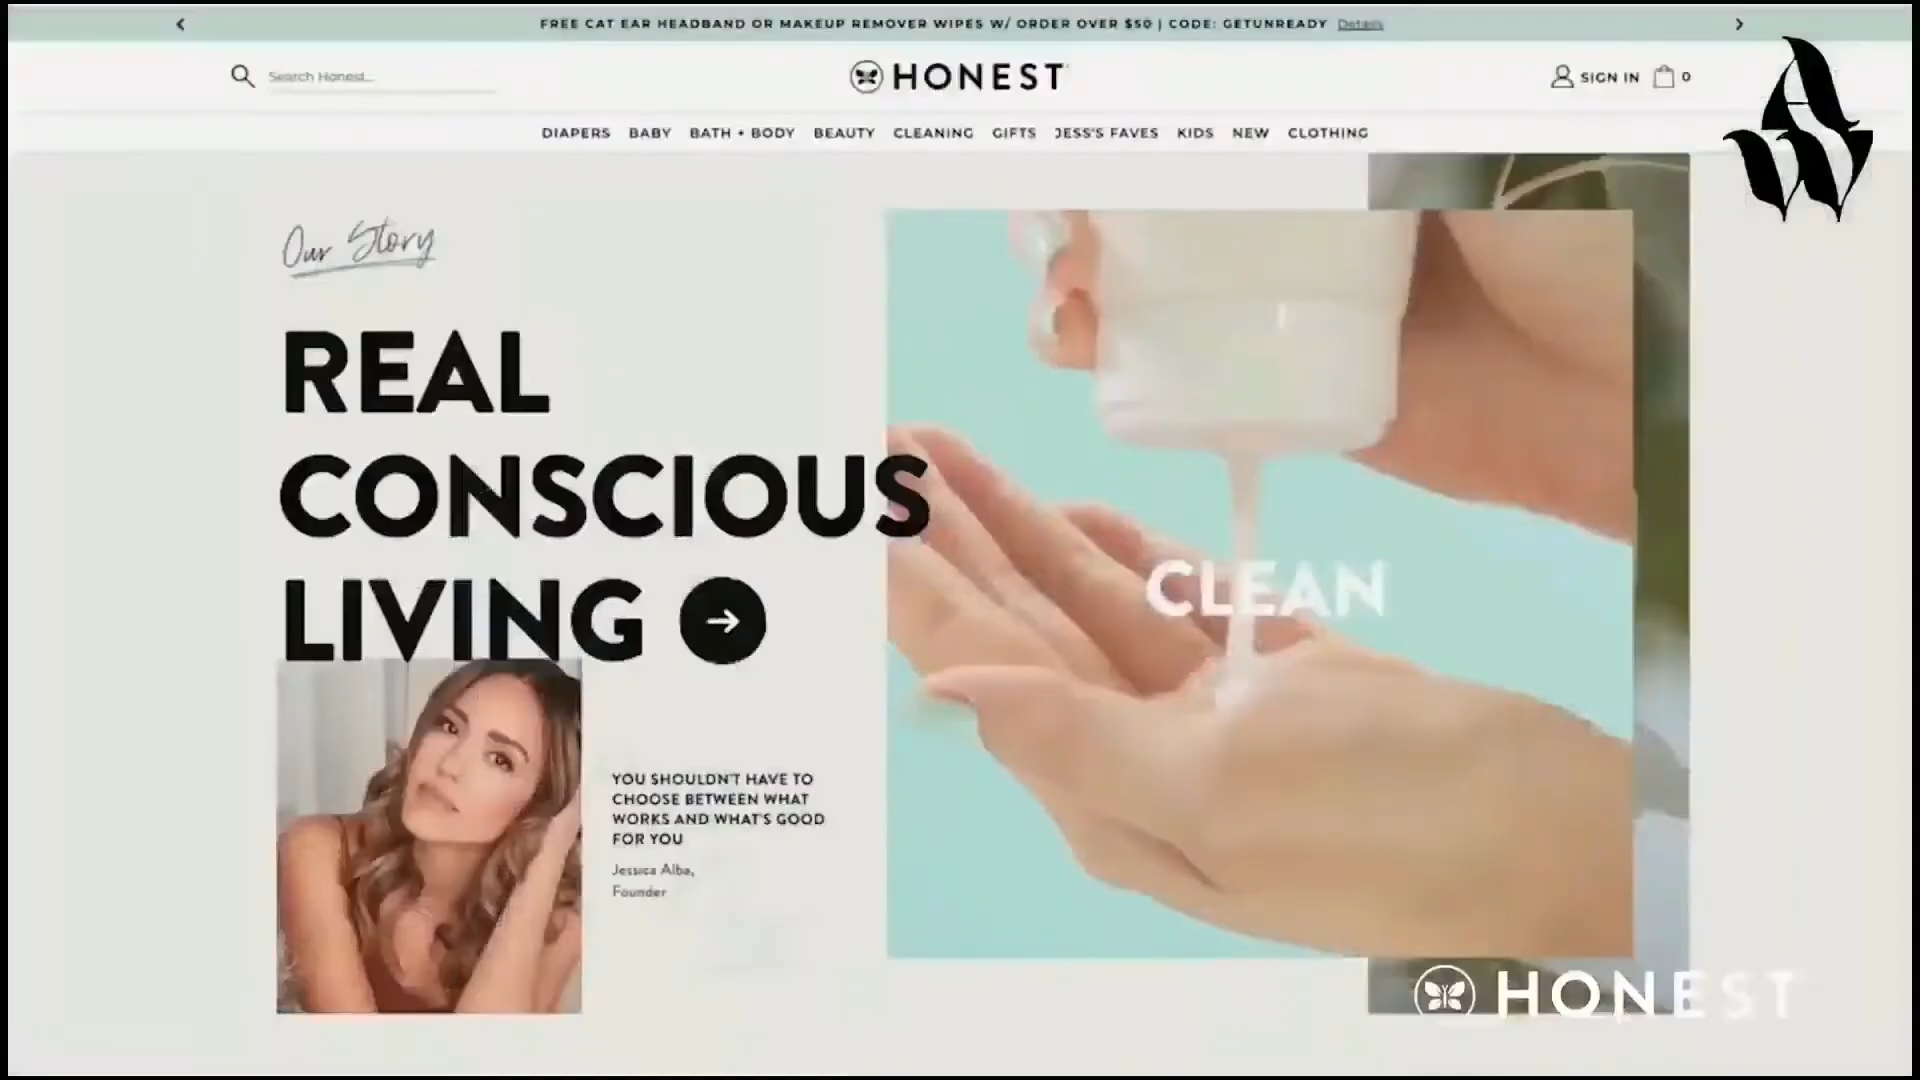 FREE CAT EAR HEADBAND OR MAKEUP REMOVER WIPES W/ ORDER OVER $50 | CODE: GETUNREADY Details
Search Honest...
HONEST
SIGN IN 0
AW
DIAPERS BABY BATH + BODY BEAUTY CLEANING GIFTS JESS'S FAVES KIDS NEW CLOTHING
Our Story
REAL
CONSCIOUS
LIVING
CLEAN
YOU SHOULDN'T HAVE TO
CHOOSE BETWEEN WHAT
WORKS AND WHAT'S GOOD
FOR YOU
Jessica Alba,
Founder
HONEST